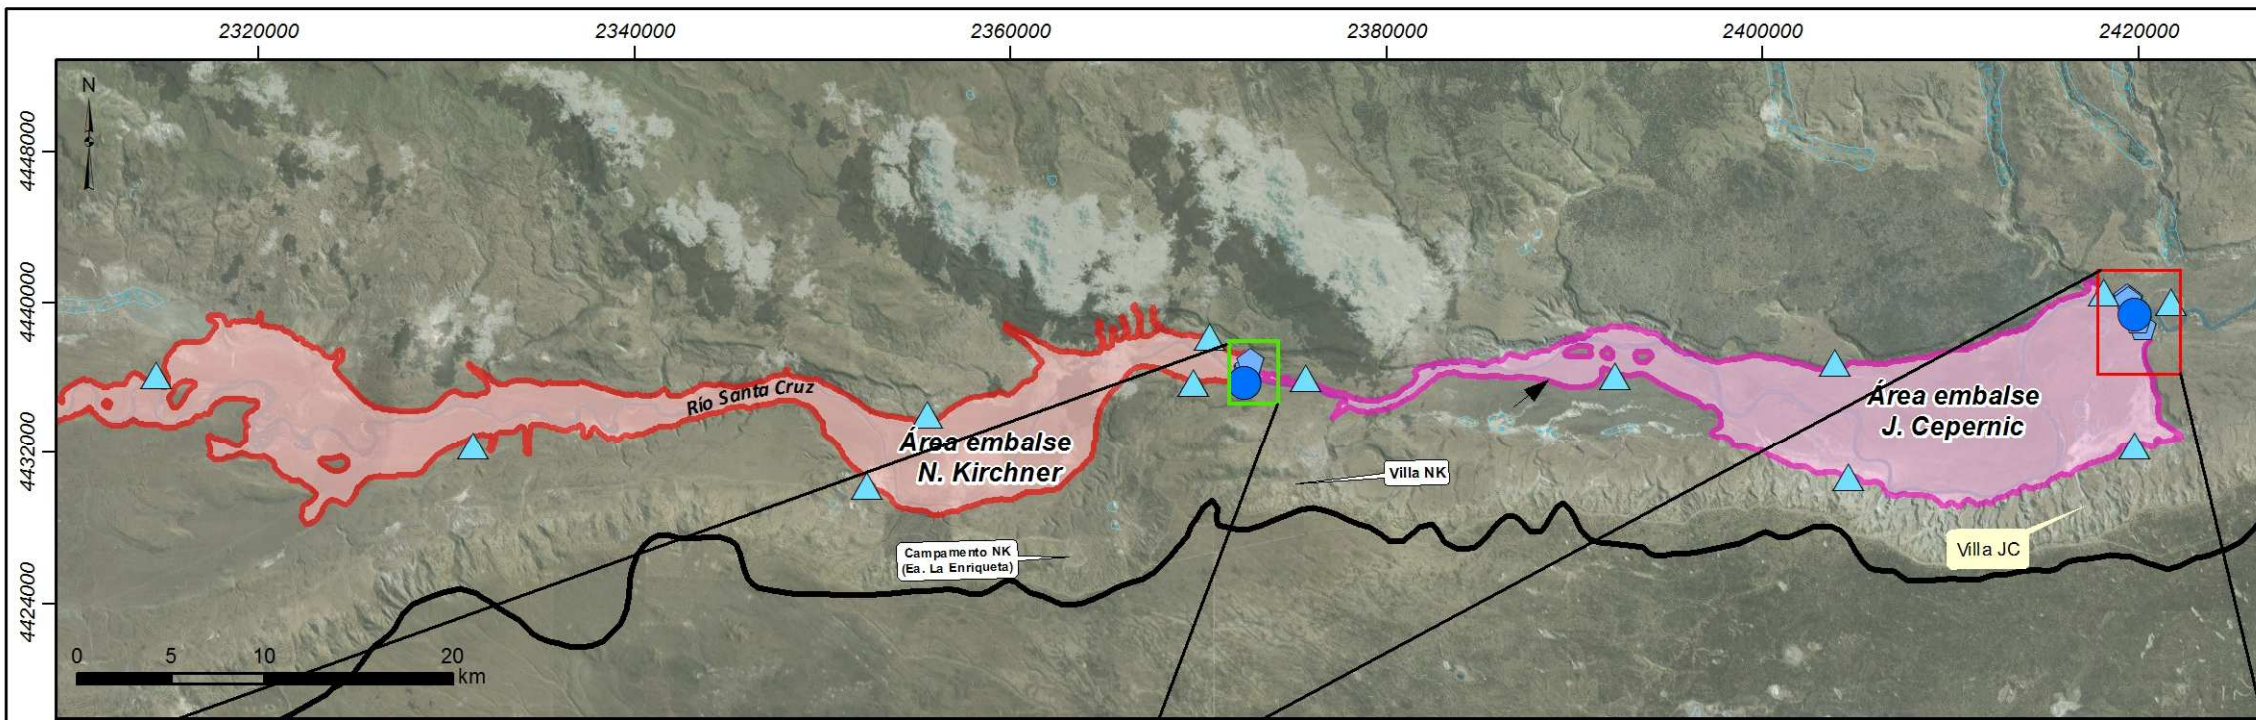 2320000
2340000
2360000
2380000
2400000
2420000
N
4448000
4440000
4432000
4424000
Río Santa Cruz
Área embalse
N. Kirchner
Área embalse
J. Cepernic
Villa NK
Campamento NK
(Ea. La Enriqueta)
Villa JC
0 5 10 20
km